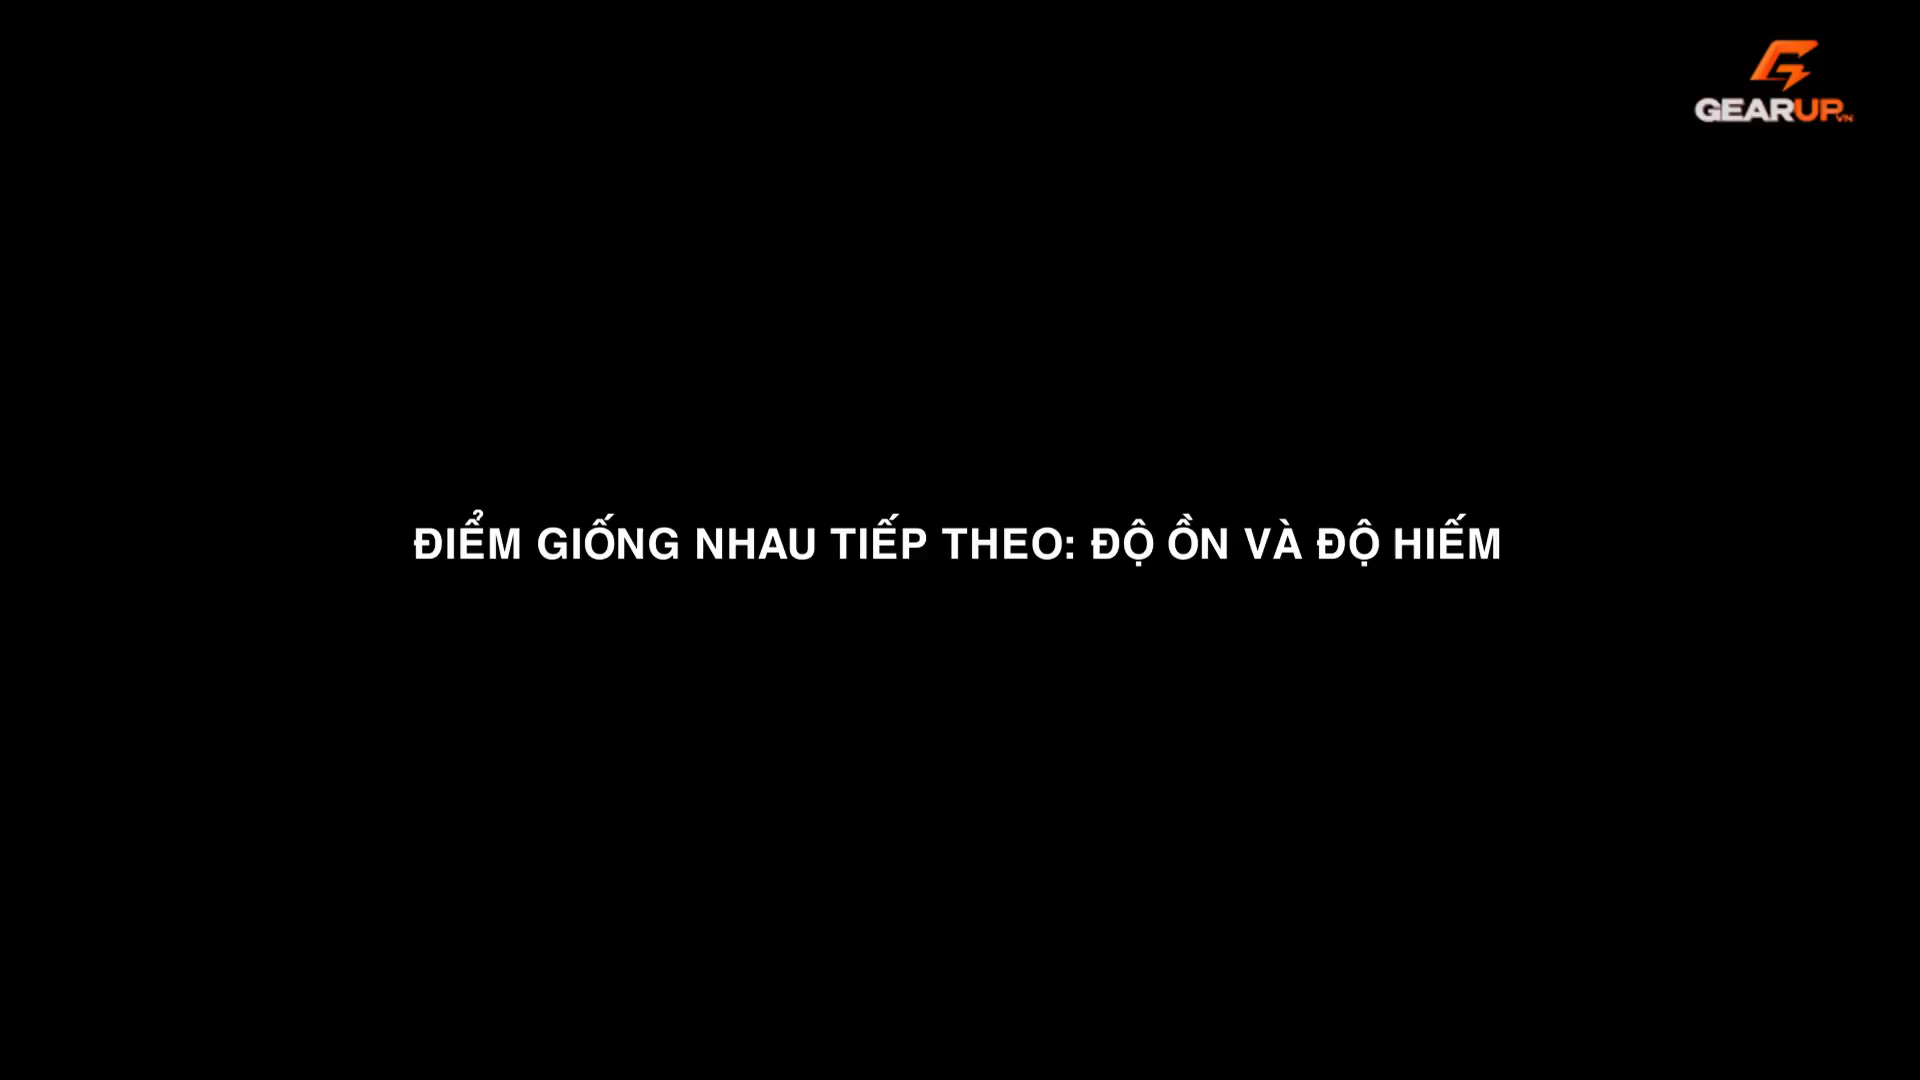 GEARUP.VN
ĐIỂM GIỐNG NHAU TIẾP THEO: ĐỘ ỒN VÀ ĐỘ HIẾM